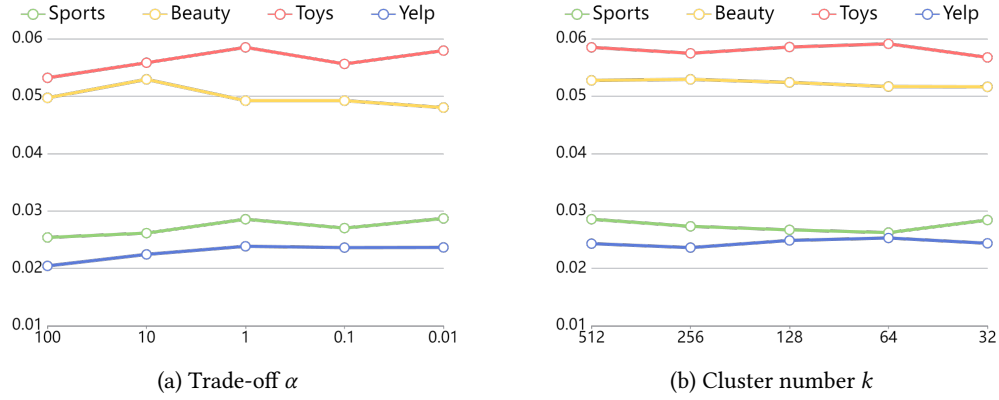 Sports Beauty Toys Yelp
0.06
0.05
0.04
0.03
0.02
0.01
100 10 1 0.1 0.01
(a) Trade-off α
Sports Beauty Toys Yelp
0.06
0.05
0.04
0.03
0.02
0.01
512 256 128 64 32
(b) Cluster number k